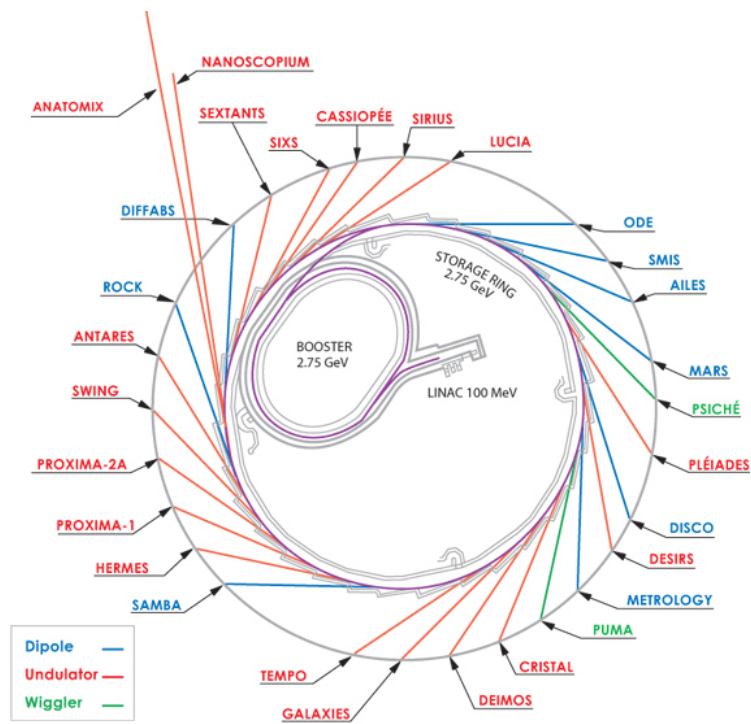 NANOSCOPIUM
ANATOMIX
SEXTANTS
CASSIOPÉE
SIRIUS
SIXS
LUCIA
DIFFABS
ODE
STORAGE RING
2.75 GeV
SMIS
ROCK
AILES
ANTARES
BOOSTER
2.75 GeV
MARS
SWING
LINAC 100 MeV
PSICHÉ
PROXIMA-2A
PLÉIADES
PROXIMA-1
DISCO
HERMES
DESIRS
SAMBA
METROLOGY
PUMA
TEMPO
CRISTAL
GALAXIES
DEIMOS
Dipole
Undulator
Wiggler